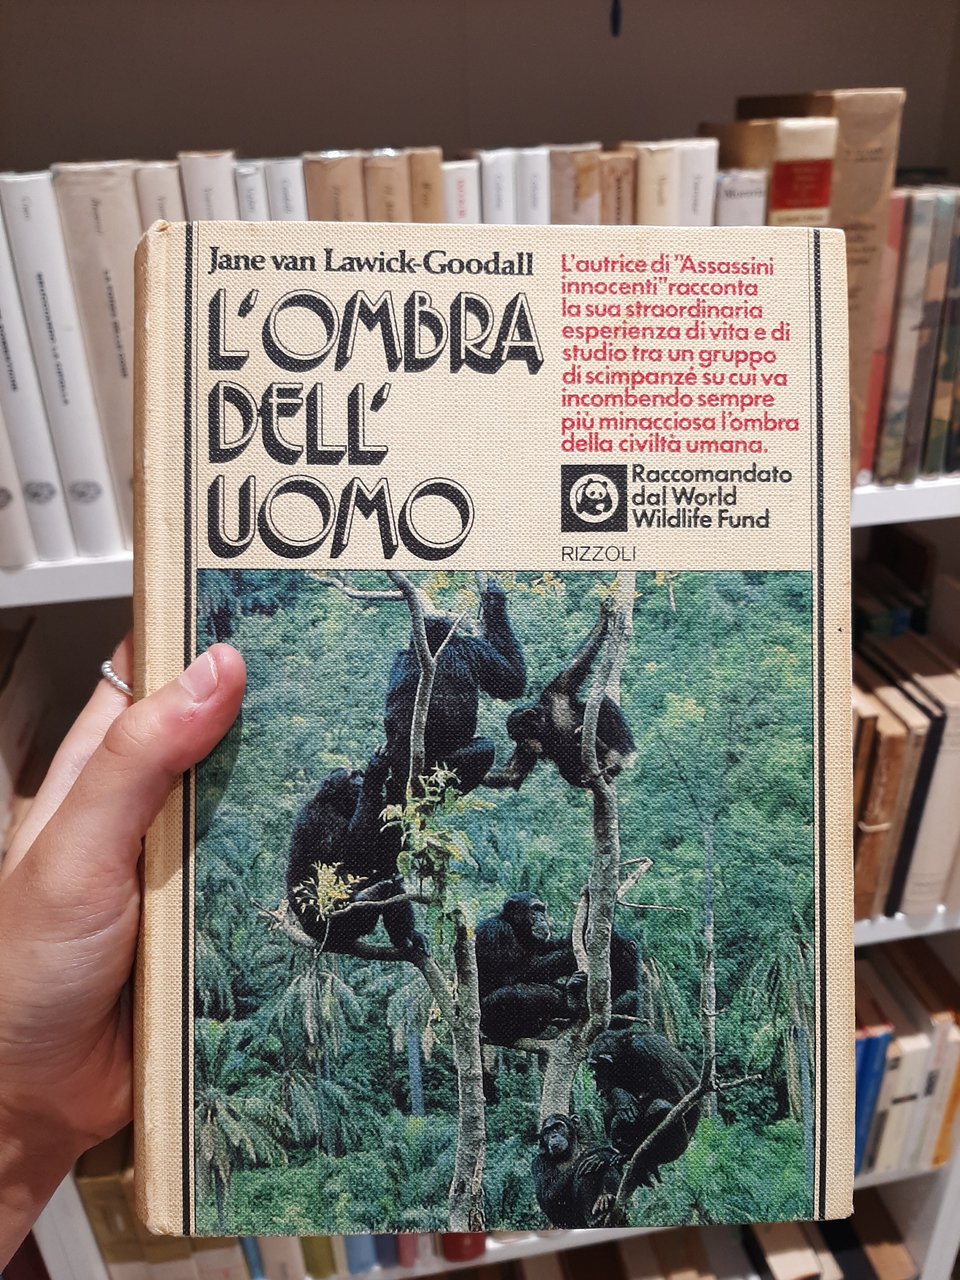 Jane van Lawick-Goodall
L'OMBRA
DELL'
UOMO
L'autrice di "Assassini
innocenti" racconta
la sua straordinaria
esperienza di vita e di
studio tra un gruppo
di scimpanzé su cui va
incombendo sempre
più minacciosa l'ombra
della civiltà umana.
Raccomandato
dal World
Wildlife Fund
RIZZOLI